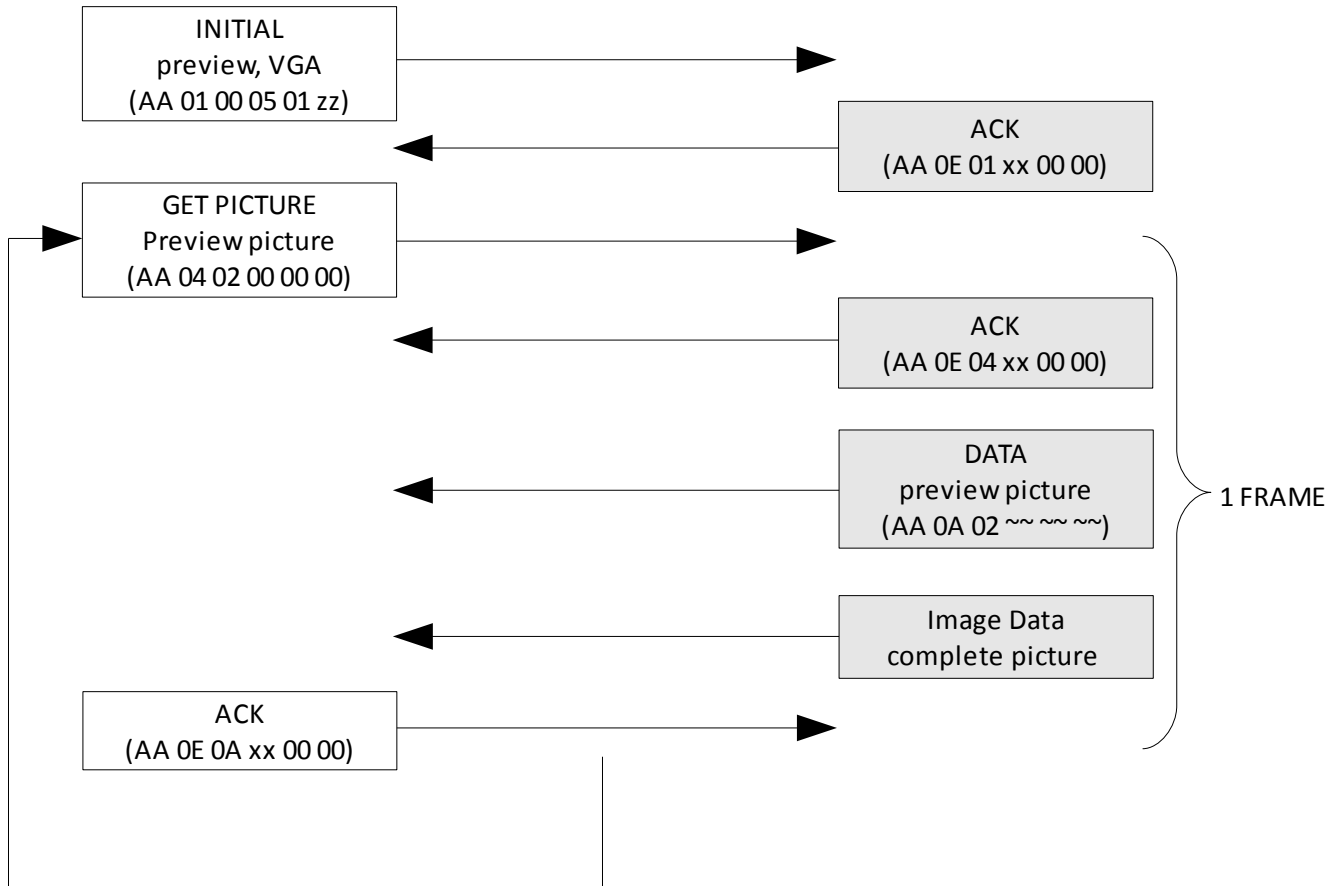 INITIAL
preview, VGA
(AA 01 00 05 01 zz)
ACK
(AA 0E 01 xx 00 00)
GET PICTURE
Preview picture
(AA 04 02 00 00 00)
ACK
(AA 0E 04 xx 00 00)
DATA
preview picture
(AA 0A 02 ~~ ~~ ~~)
1 FRAME
Image Data
complete picture
ACK
(AA 0E 0A xx 00 00)